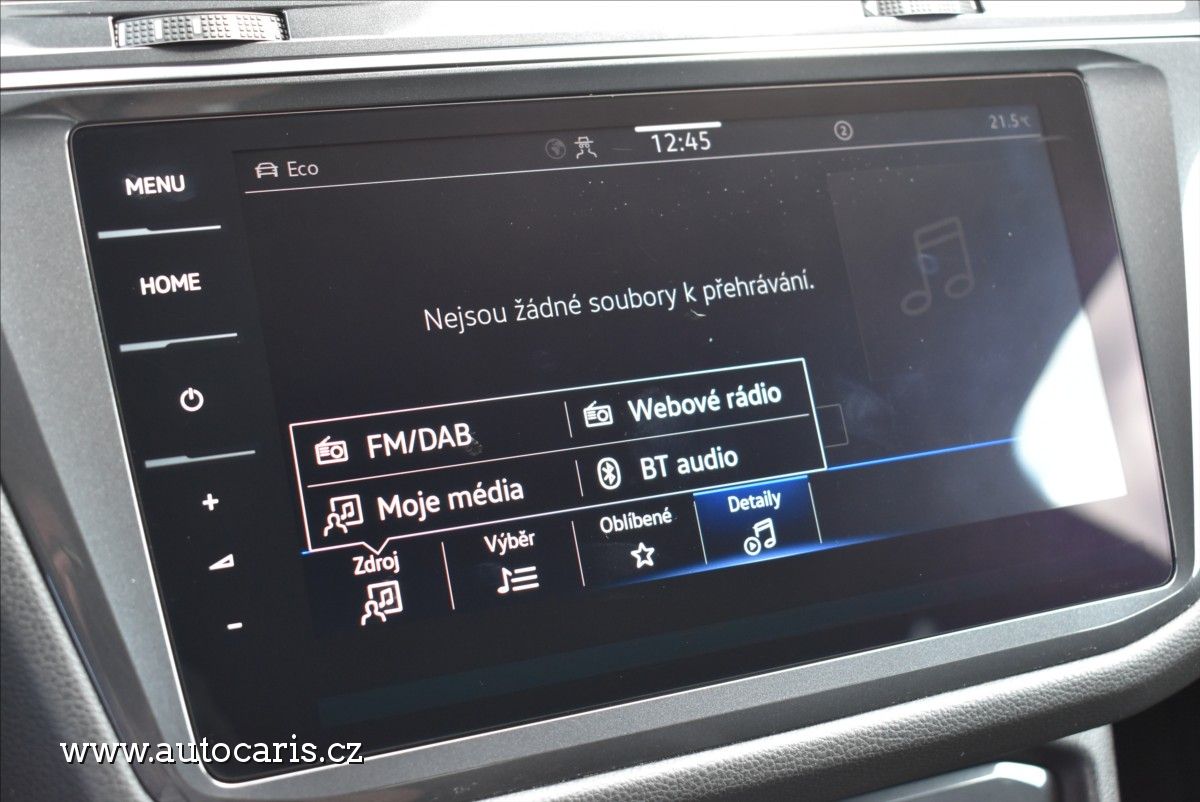 MENU
HOME
Eco
12:45
2
21.5°C
Nejsou žádné soubory k přehrávání.
FM/DAB
Webové rádio
Moje média
BT audio
Zdroj
Výběr
Oblíbené
Detaily
+
-
www.autocaris.cz